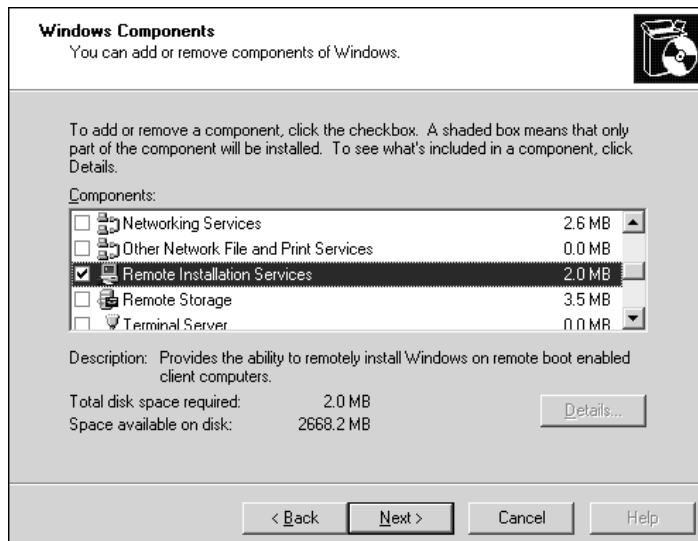 Windows Components
You can add or remove components of Windows.
To add or remove a component, click the checkbox. A shaded box means that only
part of the component will be installed. To see what's included in a component, click
Details.
Components:
Networking Services 2.6 MB
Other Network File and Print Services 0.0 MB
Remote Installation Services 2.0 MB
Remote Storage 3.5 MB
Terminal Server 0.0 MB
Description: Provides the ability to remotely install Windows on remote boot enabled
client computers.
Total disk space required: 2.0 MB
Space available on disk: 2668.2 MB
Details...
< Back Next > Cancel Help